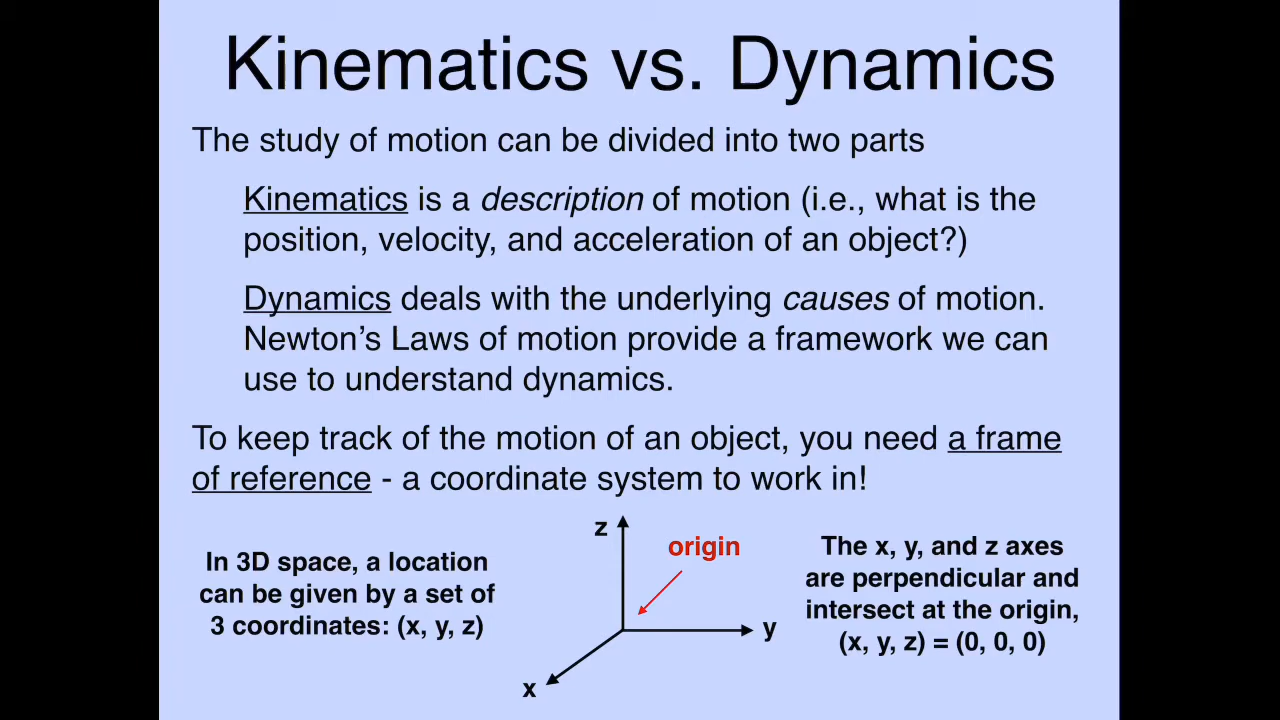 Kinematics vs. Dynamics
The study of motion can be divided into two parts
Kinematics is a description of motion (i.e., what is the
position, velocity, and acceleration of an object?)
Dynamics deals with the underlying causes of motion.
Newton’s Laws of motion provide a framework we can
use to understand dynamics.
To keep track of the motion of an object, you need a frame
of reference - a coordinate system to work in!
In 3D space, a location
can be given by a set of
3 coordinates: (x, y, z)
z
origin
y
x
The x, y, and z axes
are perpendicular and
intersect at the origin,
(x, y, z) = (0, 0, 0)